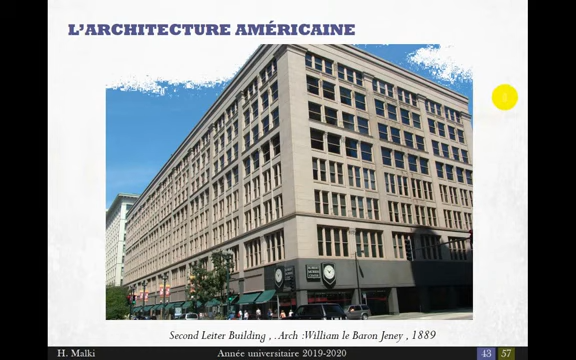 L'ARCHITECTURE AMÉRICAINE
Second Leiter Building , .Arch :William le Baron Jeney , 1889
H. Malki
Année universitaire 2019-2020
43
57